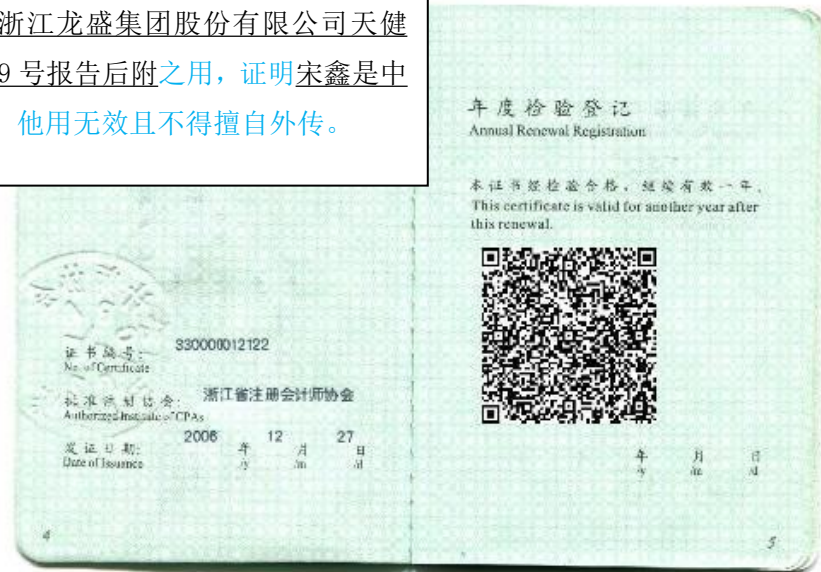 浙江龙盛集团股份有限公司天健
9 号报告后附之用，证明宋鑫是中
他用无效且不得擅自外传。
证书编号：
No. of Certificate
330000012122
批准注册协会：
Authorized Institute of CPAs
浙江省注册会计师协会
发证日期：
Date of Issuance
2006 年 12 月 27 日
/y /m /d
4
年度检验登记
Annual Renewal Registration
本证书经检验合格，继续有效一年。
This certificate is valid for another year after
this renewal.
年 月 日
/y /m /d
5